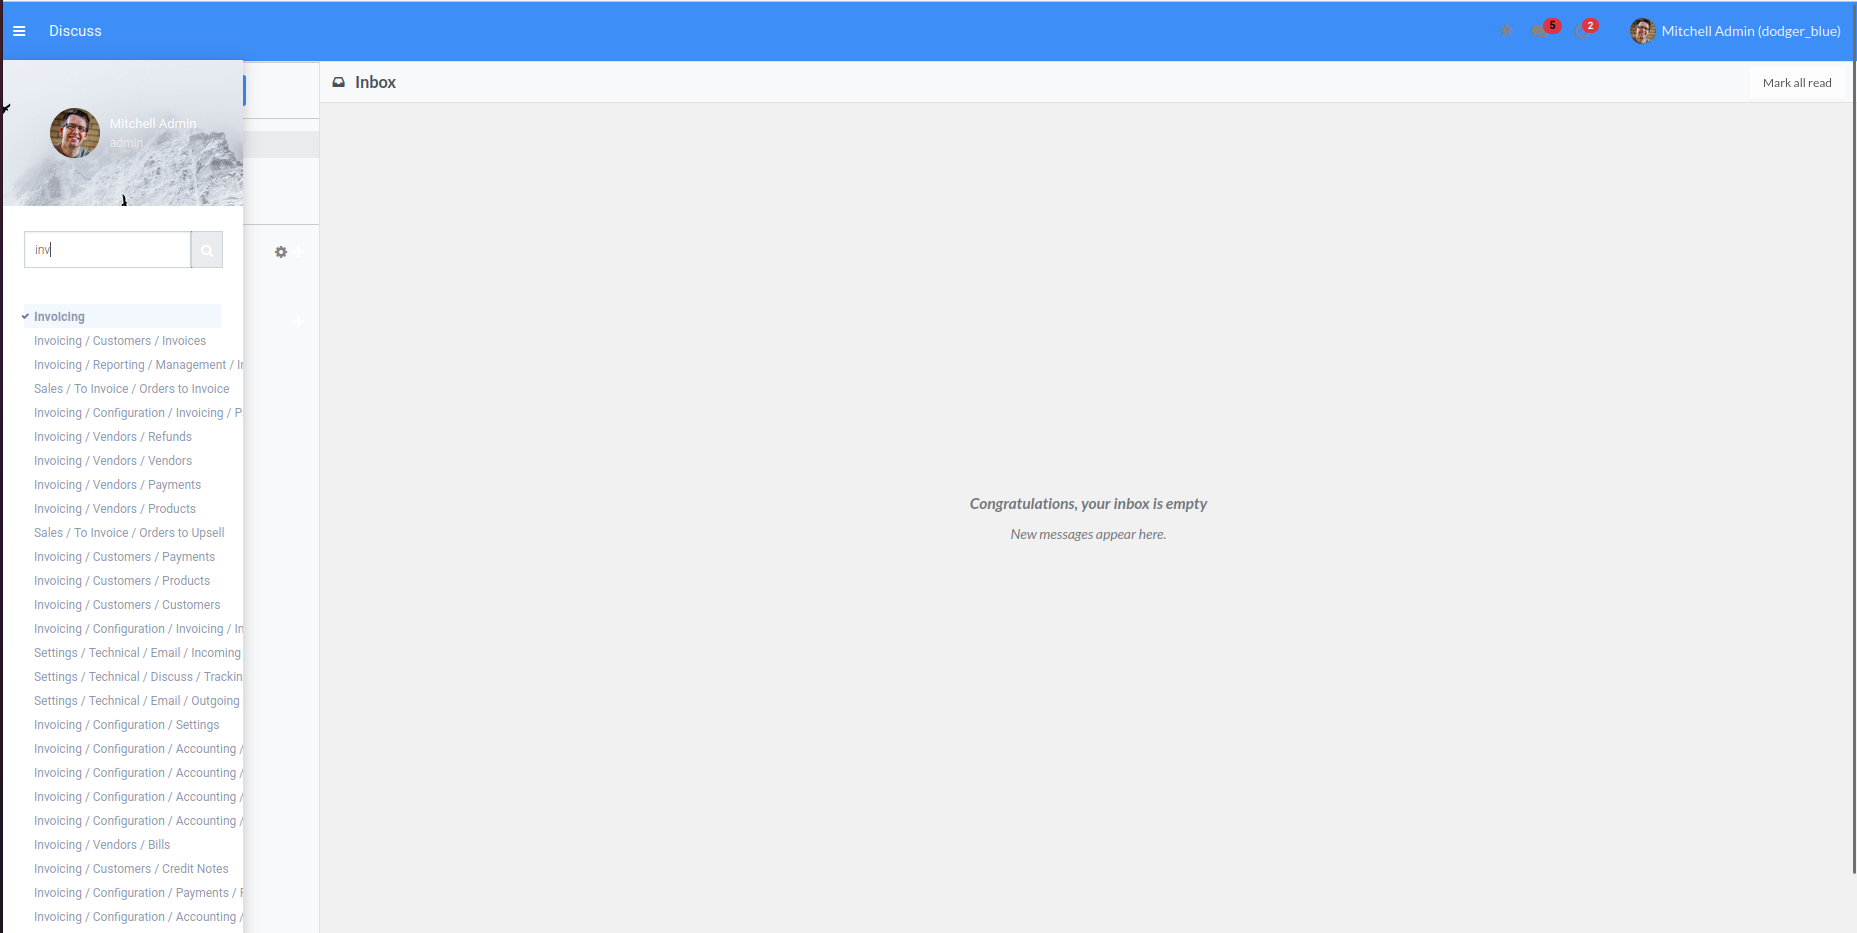 Discuss
5
2
Mitchell Admin (dodger_blue)
Mitchell Admin
admin
inv
Inbox
Mark all read
Invoicing
Invoicing / Customers / Invoices
Invoicing / Reporting / Management /
Sales / To Invoice / Orders to Invoice
Invoicing / Configuration / Invoicing /
Invoicing / Vendors / Refunds
Invoicing / Vendors / Vendors
Invoicing / Vendors / Payments
Invoicing / Vendors / Products
Sales / To Invoice / Orders to Upsell
Invoicing / Customers / Payments
Invoicing / Customers / Products
Invoicing / Customers / Customers
Invoicing / Configuration / Invoicing /
Settings / Technical / Email / Incoming
Settings / Technical / Discuss / Trackin
Settings / Technical / Email / Outgoing
Invoicing / Configuration / Settings
Invoicing / Configuration / Accounting /
Invoicing / Configuration / Accounting /
Invoicing / Configuration / Accounting /
Invoicing / Configuration / Accounting /
Invoicing / Vendors / Bills
Invoicing / Customers / Credit Notes
Invoicing / Configuration / Payments /
Invoicing / Configuration / Accounting /
Congratulations, your inbox is empty
New messages appear here.